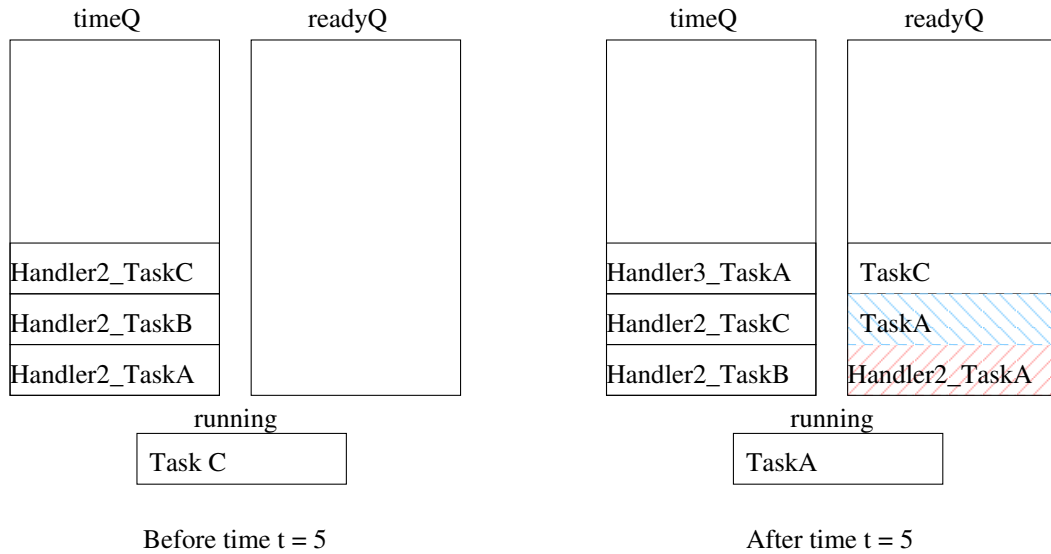 timeQ
readyQ
Handler2_TaskC
Handler2_TaskB
Handler2_TaskA
running
Task C
Before time t = 5
timeQ
readyQ
Handler3_TaskA
TaskC
Handler2_TaskC
TaskA
Handler2_TaskB
Handler2_TaskA
running
TaskA
After time t = 5